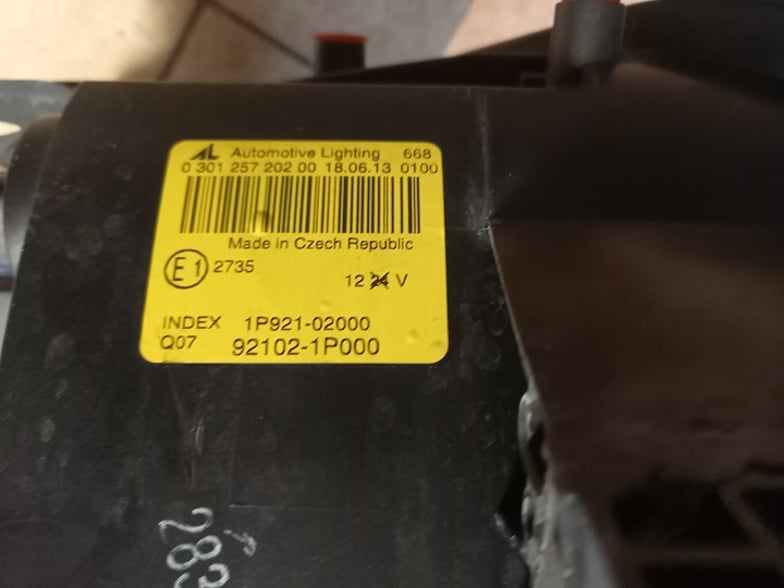 AL Automotive Lighting 668
0 301 257 202 00 18.06.13 0100
Made in Czech Republic
E1 2735
12 24 V
INDEX 1P921-02000
Q07 92102-1P000